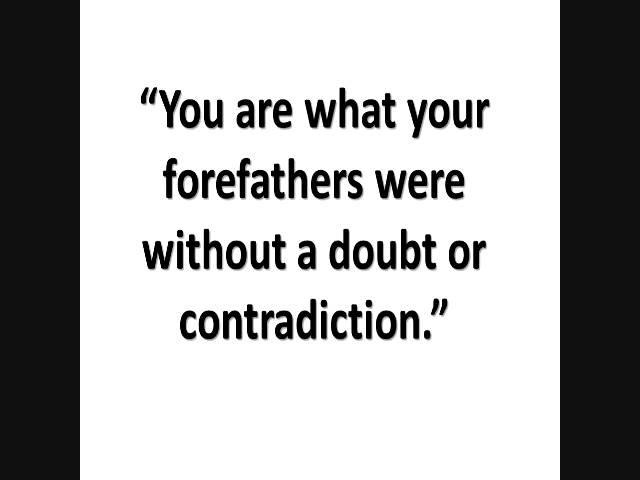 “You are what your
forefathers were
without a doubt or
contradiction.”